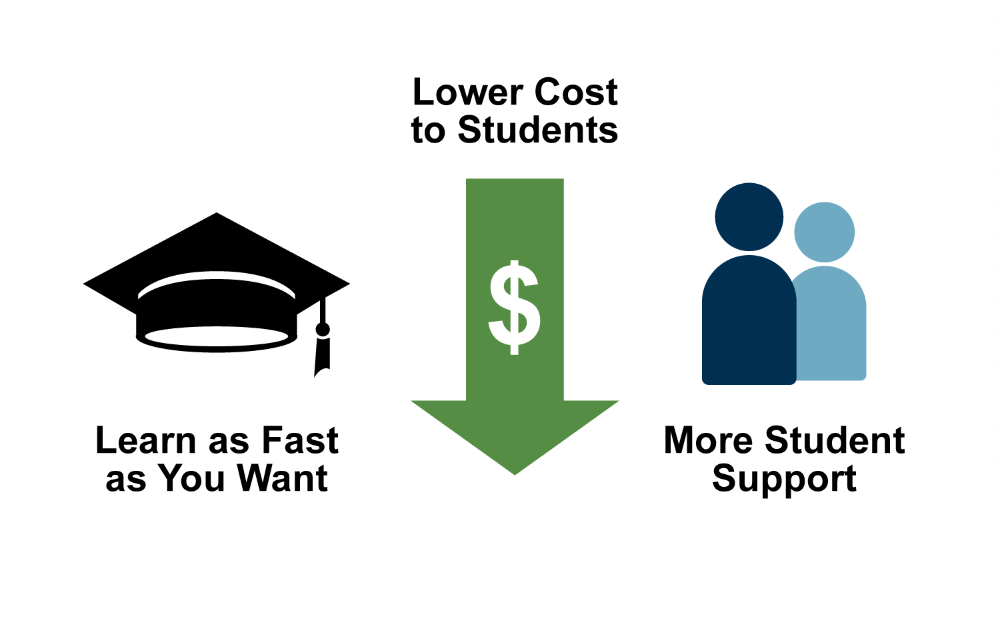 Lower Cost
to Students
$
Learn as Fast
as You Want
More Student
Support